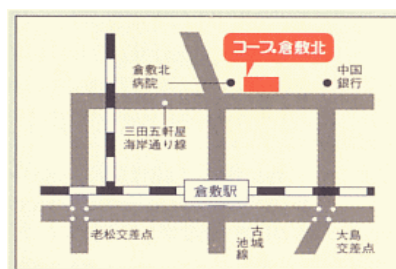 コープ倉敷北
倉敷北
病院
中国
銀行
三田五軒屋
海岸通り線
倉敷駅
老松交差点
古城
池線
大島
交差点